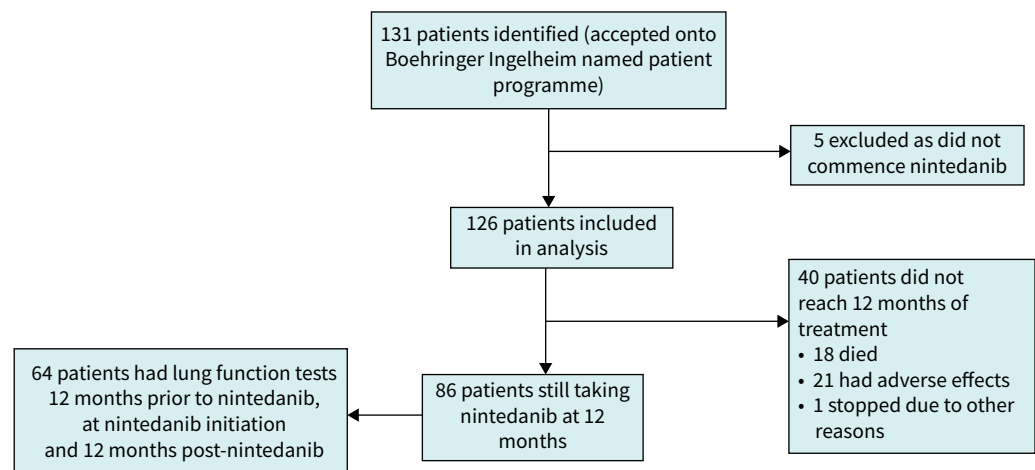 131 patients identified (accepted onto
Boehringer Ingelheim named patient
programme)
5 excluded as did not
commence nintedanib
126 patients included
in analysis
40 patients did not
reach 12 months of
treatment
• 18 died
• 21 had adverse effects
• 1 stopped due to other
reasons
86 patients still taking
nintedanib at 12
months
64 patients had lung function tests
12 months prior to nintedanib,
at nintedanib initiation
and 12 months post-nintedanib